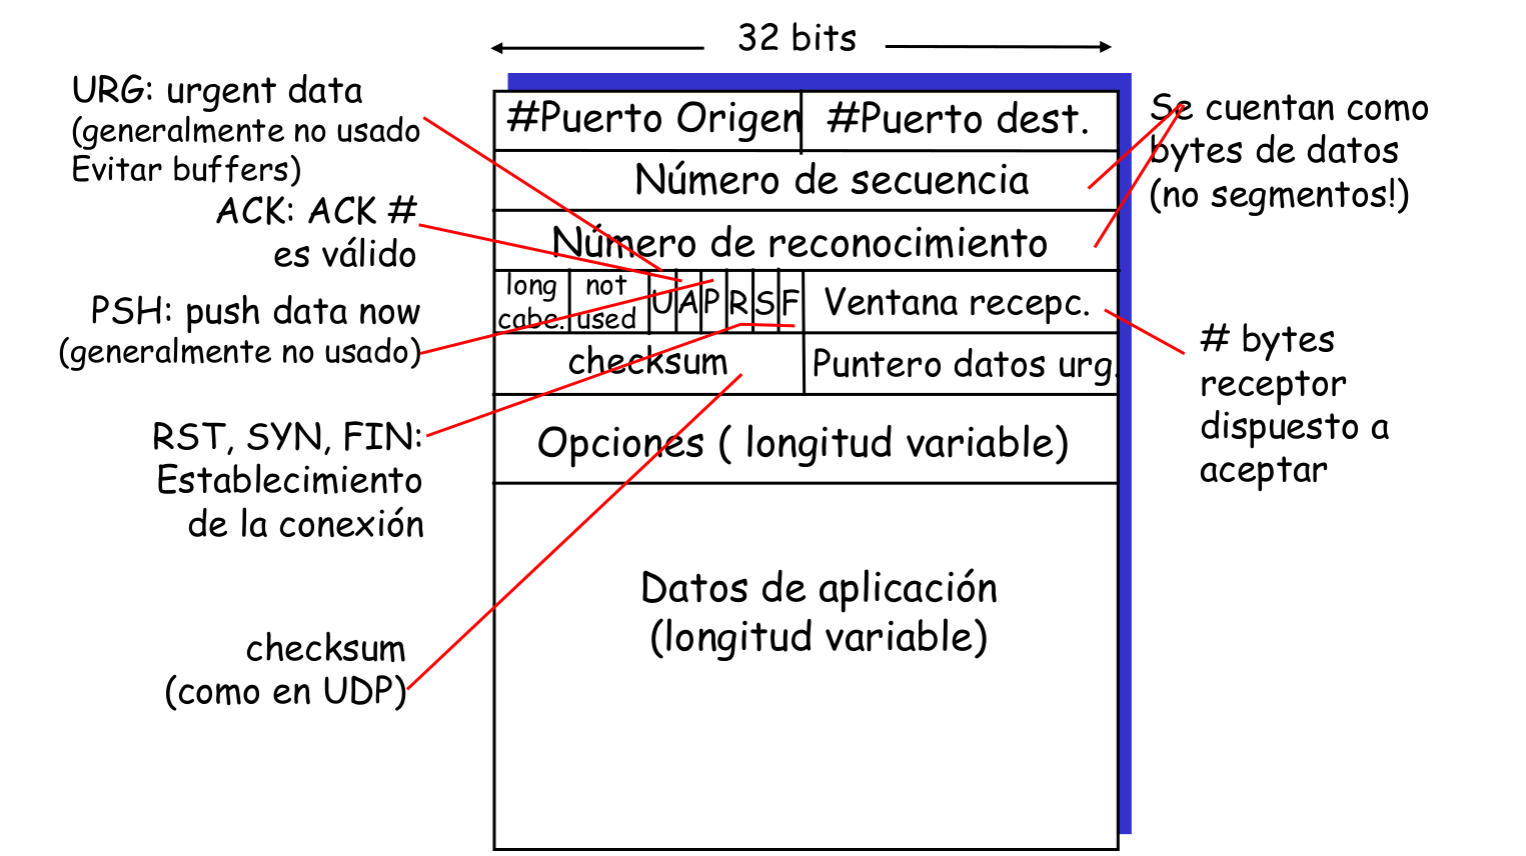 32 bits
URG: urgent data
(generalmente no usado
Evitar buffers)
ACK: ACK #
es válido
PSH: push data now
(generalmente no usado)
RST, SYN, FIN:
Establecimiento
de la conexión
checksum
(como en UDP)
#Puerto Origen #Puerto dest.
Número de secuencia
Número de reconocimiento
long
cabe.
not
used
U A P R S F
Ventana recepc.
checksum
Puntero datos urg.
Opciones ( longitud variable)
Datos de aplicación
(longitud variable)
Se cuentan como
bytes de datos
(no segmentos!)
# bytes
receptor
dispuesto a
aceptar